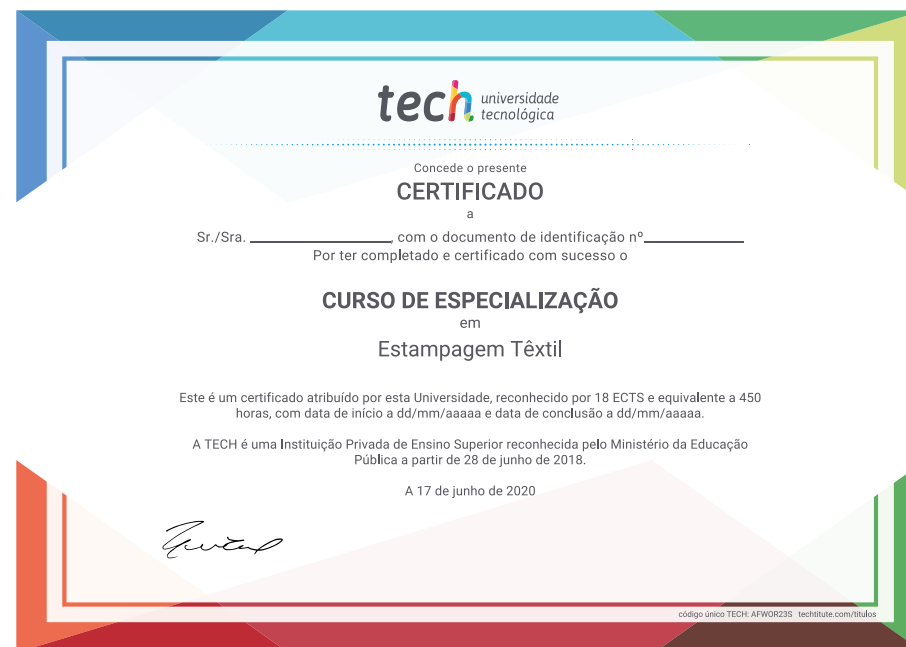 tech universidade
tecnológica
Concede o presente
CERTIFICADO
a
Sr./Sra. ________________, com o documento de identificação nº____________
Por ter completado e certificado com sucesso o
CURSO DE ESPECIALIZAÇÃO
em
Estampagem Têxtil
Este é um certificado atribuído por esta Universidade, reconhecido por 18 ECTS e equivalente a 450
horas, com data de início a dd/mm/aaaaa e data de conclusão a dd/mm/aaaaa.
A TECH é uma Instituição Privada de Ensino Superior reconhecida pelo Ministério da Educação
Pública a partir de 28 de junho de 2018.
A 17 de junho de 2020
código único TECH: AFWOR23S techtitute.com/titulos